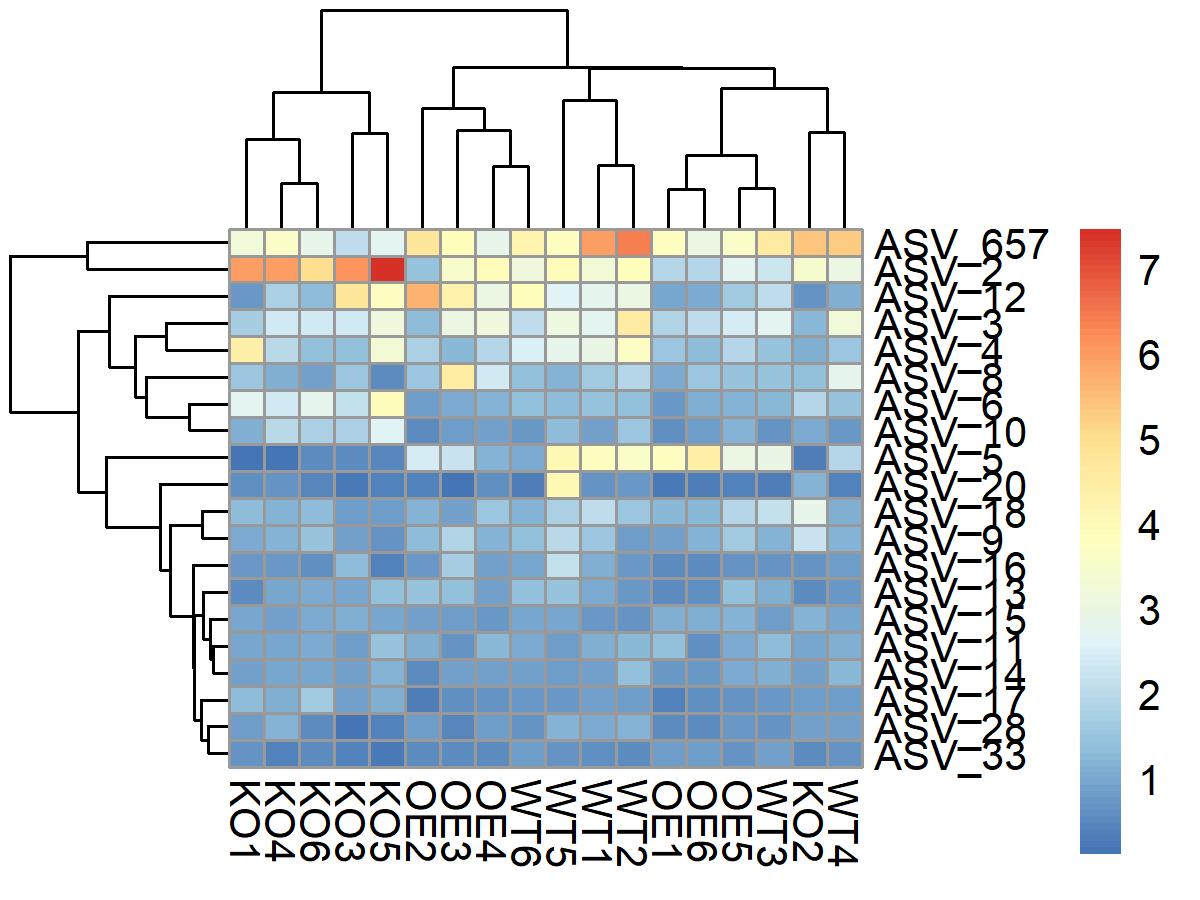 ASV_657
ASV_2
ASV_12
ASV_3
ASV_4
ASV_8
ASV_6
ASV_10
ASV_5
ASV_20
ASV_18
ASV_9
ASV_16
ASV_13
ASV_15
ASV_11
ASV_14
ASV_17
ASV_28
ASV_33
7
6
5
4
3
2
1
KO1
KO4
KO6
KO3
KO5
OE2
OE3
OE4
WT6
WT5
WT1
WT2
OE1
OE6
OE5
WT3
KO2
WT4